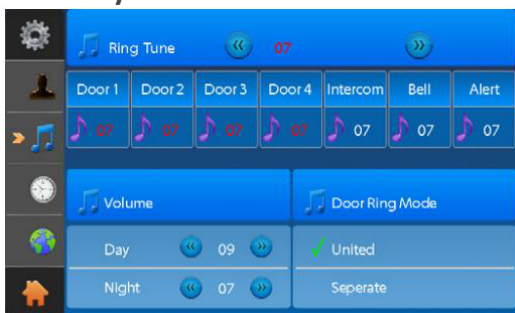 Ring Tune 07
Door 1 Door 2 Door 3 Door 4 Intercom Bell Alert
07 07 07 07 07 07 07
Volume Door Ring Mode
Day 09 United
Night 07 Seperate